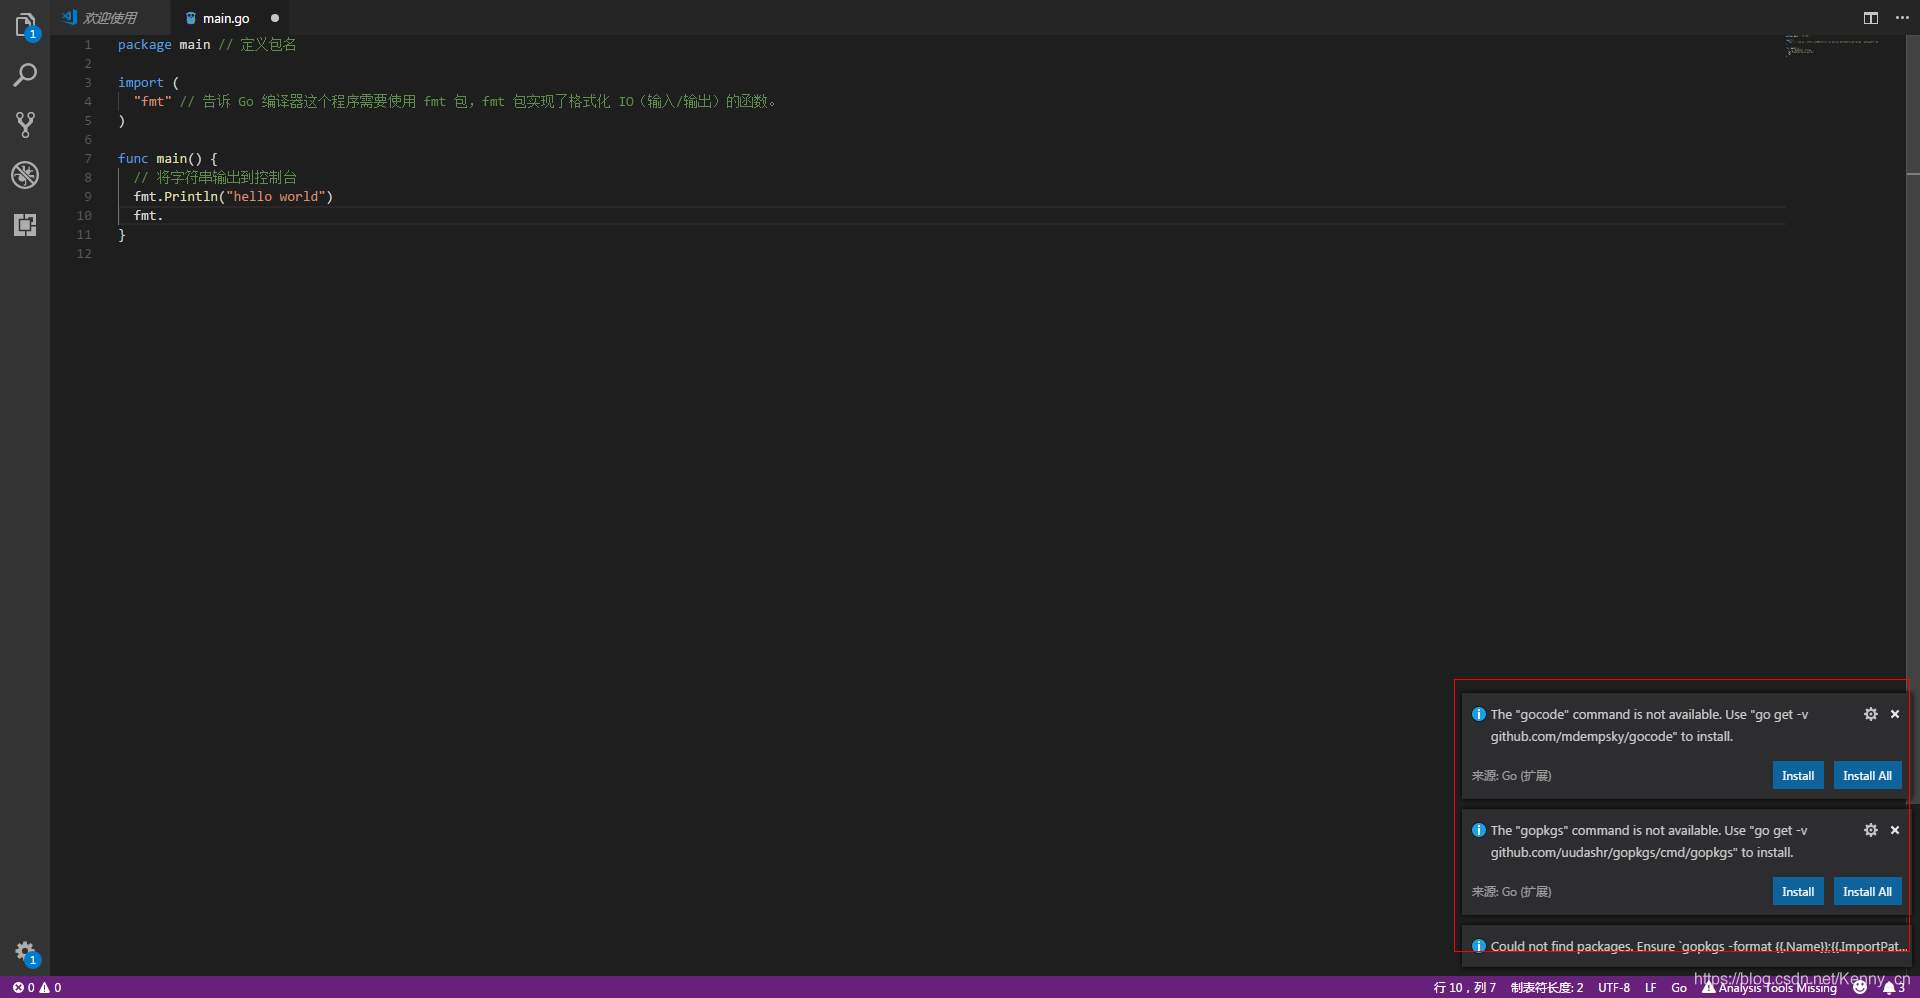 1
欢迎使用
main.go
1 package main // 定义包名
2
3 import (
4 "fmt" // 告诉 Go 编译器这个程序需要使用 fmt 包，fmt 包实现了格式化 IO（输入/输出）的函数。
5 )
6
7 func main() {
8 // 将字符串输出到控制台
9 fmt.Println("hello world")
10 fmt.
11 }
12
The "gocode" command is not available. Use "go get -v
github.com/mdempsky/gocode" to install.
来源: Go (扩展)
Install
Install All
The "gopkgs" command is not available. Use "go get -v
github.com/uudashr/gopkgs/cmd/gopkgs" to install.
来源: Go (扩展)
Install
Install All
Could not find packages. Ensure `gopkgs -format {{.Name}};{{.ImportPat...
1
https://blog.csdn.net/Kenny_cn
0 0
行 10，列 7
制表符长度: 2
UTF-8
LF
Go
Analysis Tools Missing
3